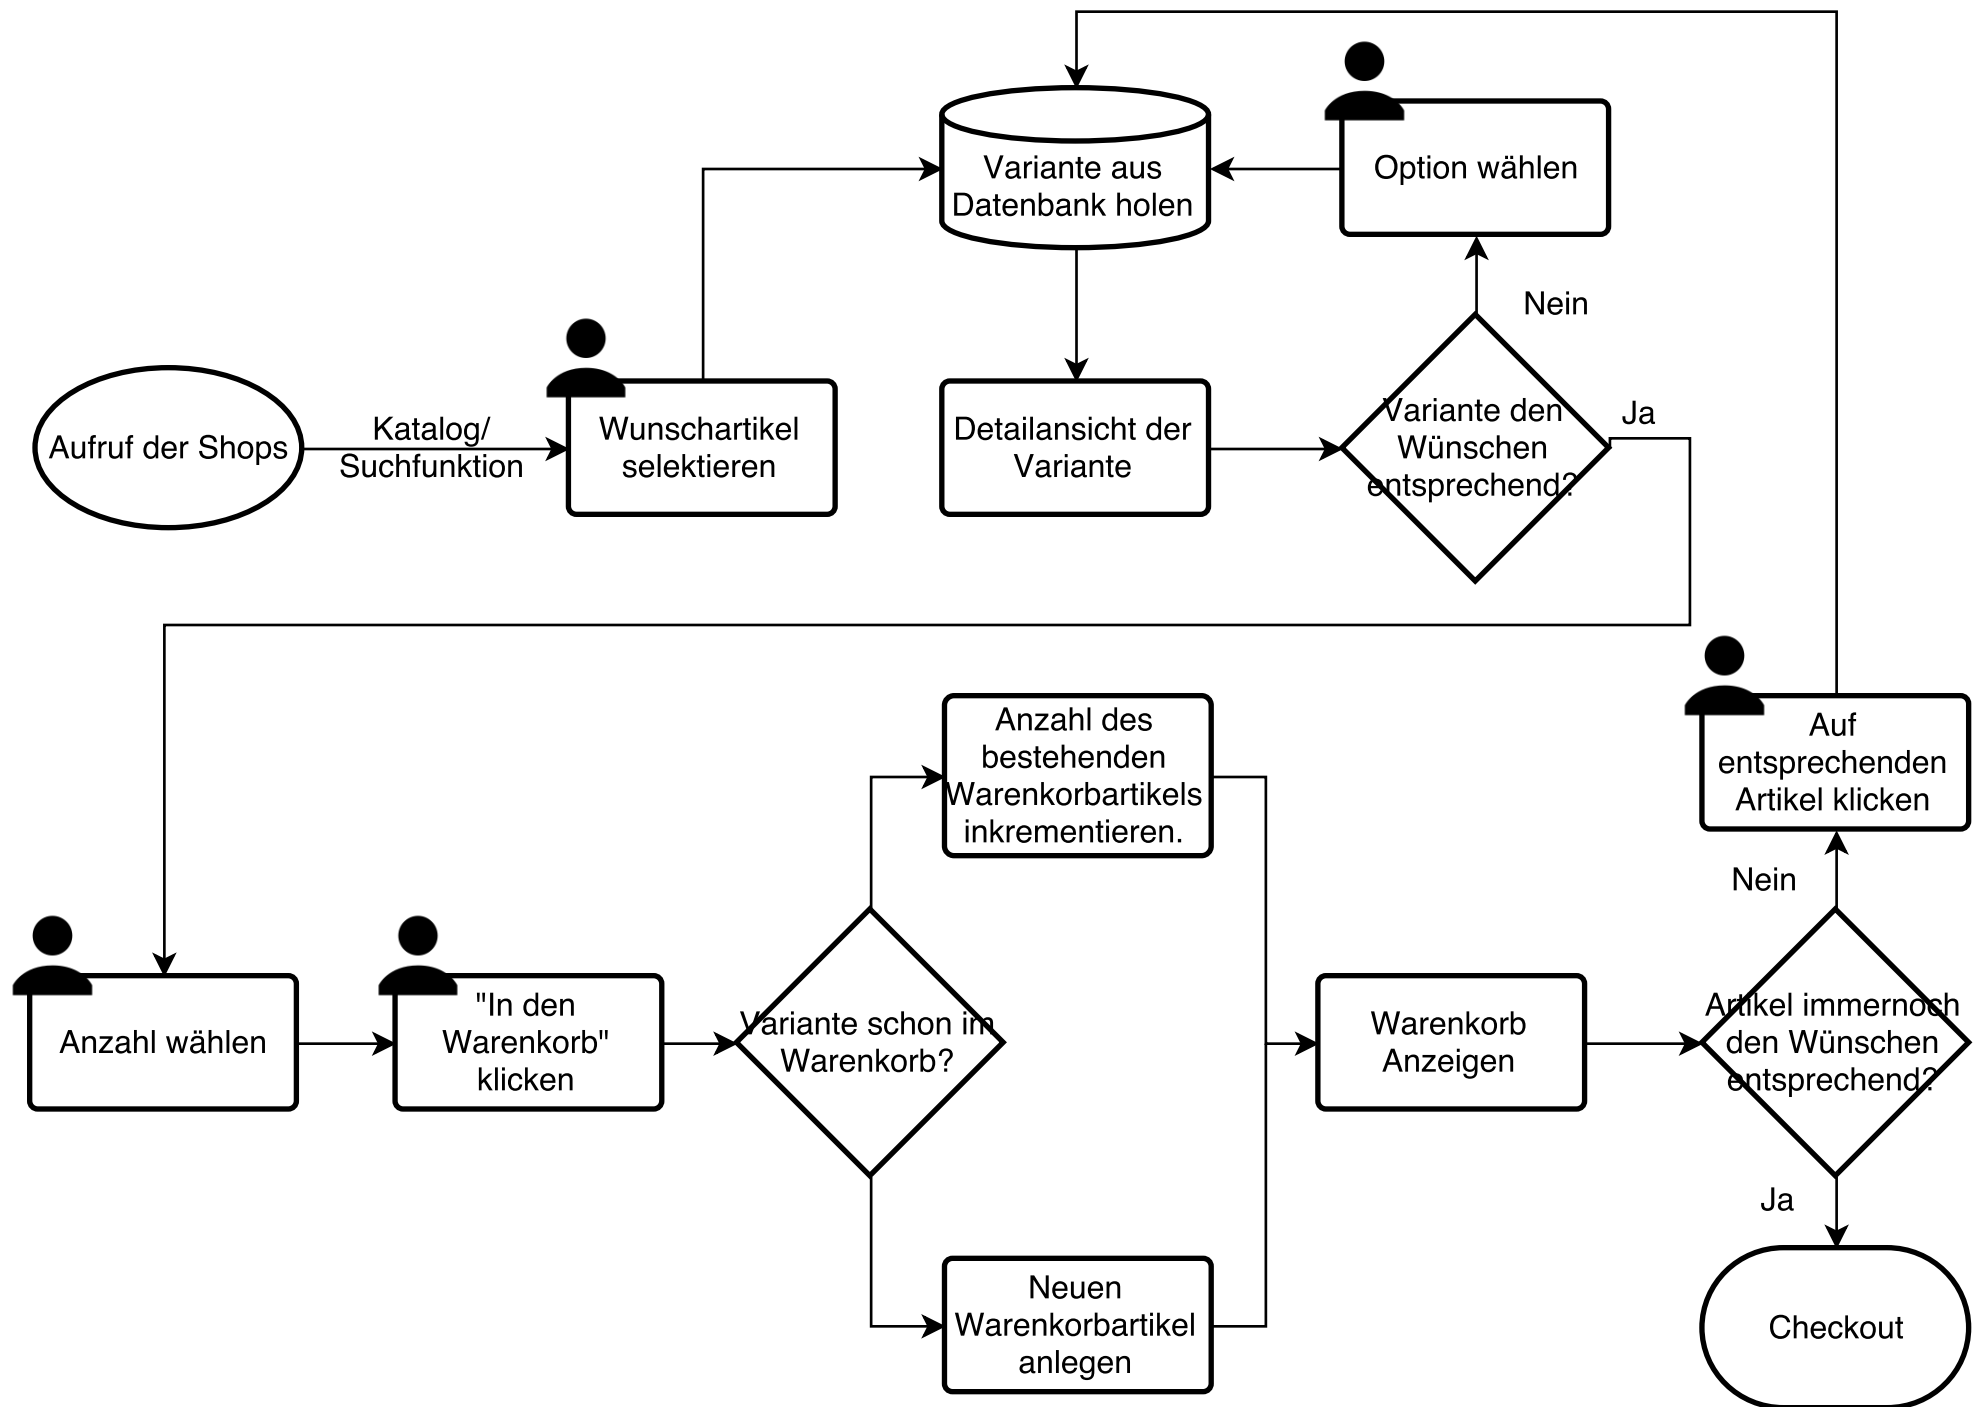 Variante aus
Datenbank holen
Option wählen
Nein
Aufruf der Shops
Katalog/
Suchfunktion
Wunschartikel
selektieren
Detailansicht der
Variante
Variante den
Wünschen
entsprechend?
Ja
Anzahl des
bestehenden
Warenkorbartikels
inkrementieren.
Auf
entsprechenden
Artikel klicken
Nein
Anzahl wählen
"In den
Warenkorb"
klicken
Variante schon im
Warenkorb?
Warenkorb
Anzeigen
Artikel immernoch
den Wünschen
entsprechend?
Ja
Neuen
Warenkorbartikel
anlegen
Checkout